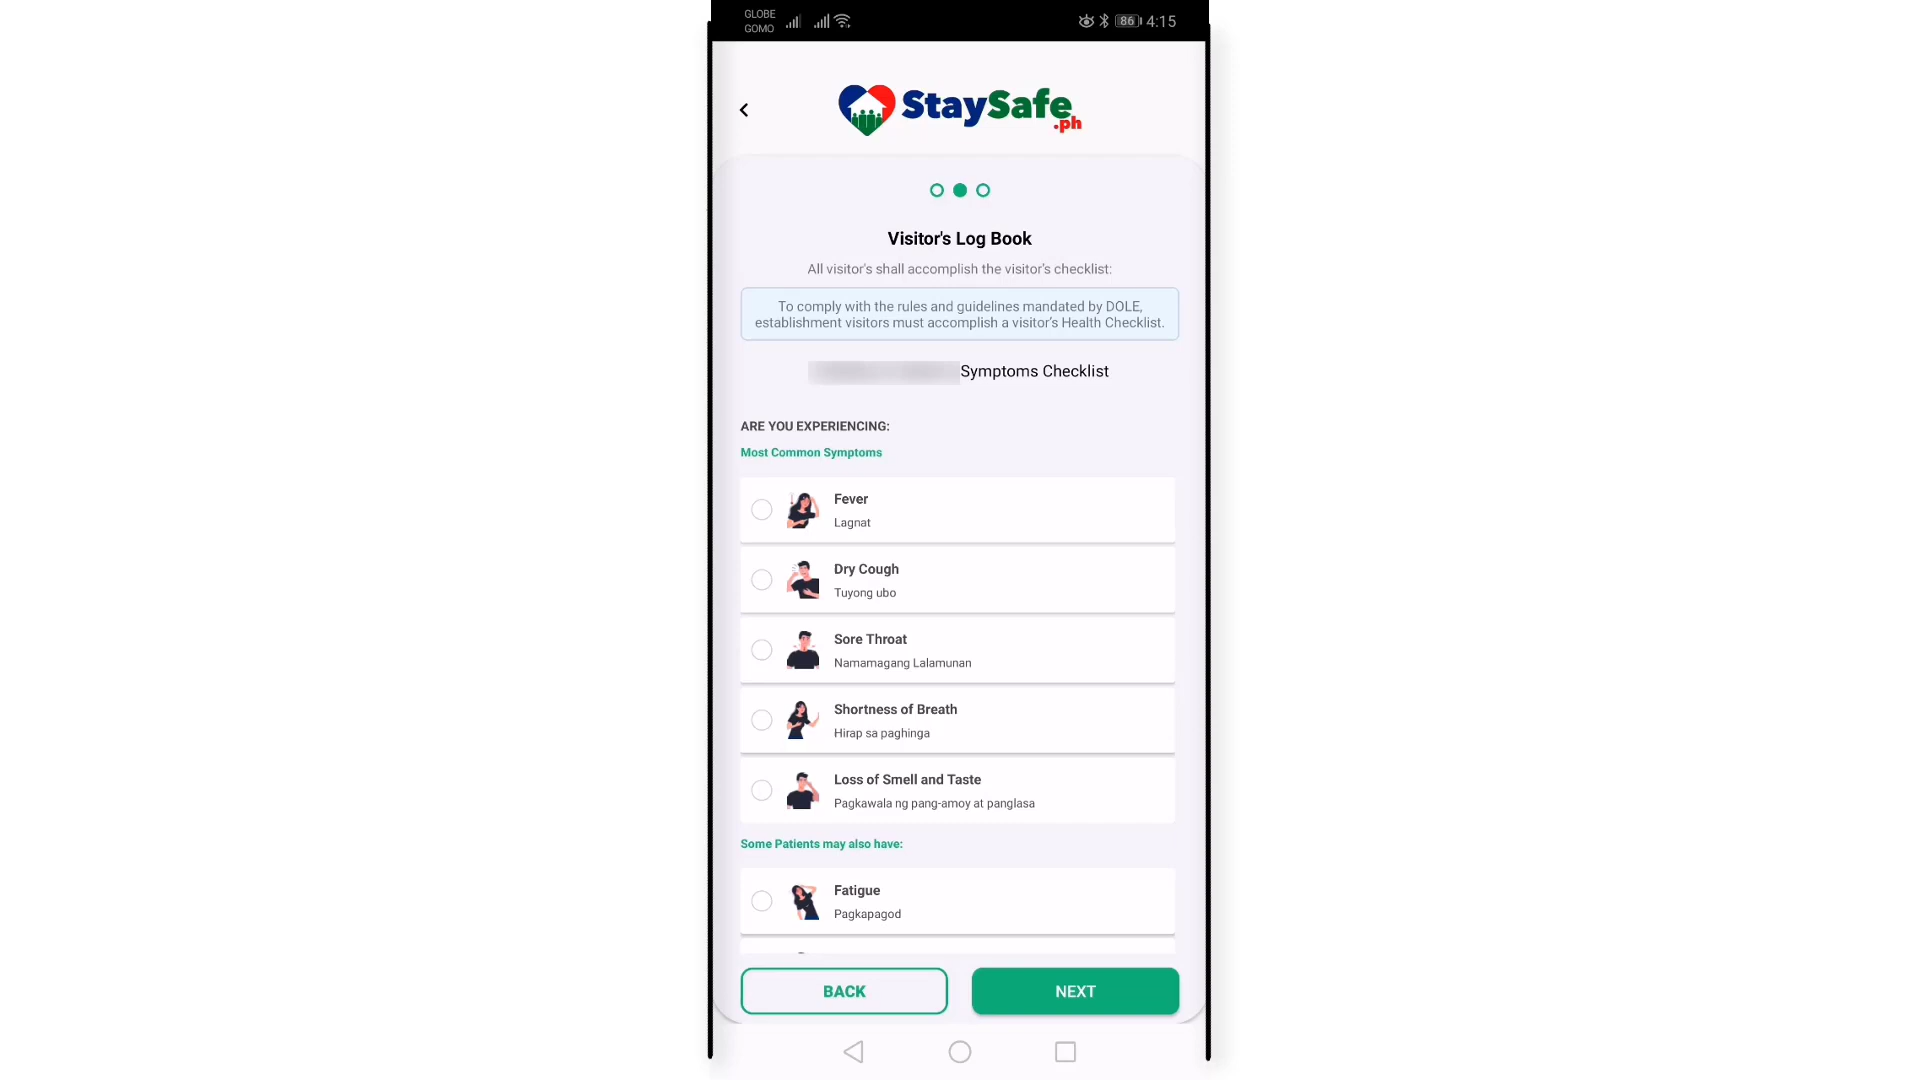 GLOBE
GOMO
86 4:15
StaySafe
.ph
Visitor's Log Book
All visitor's shall accomplish the visitor's checklist:
To comply with the rules and guidelines mandated by DOLE,
establishment visitors must accomplish a visitor's Health Checklist.
Symptoms Checklist
ARE YOU EXPERIENCING:
Most Common Symptoms
Fever
Lagnat
Dry Cough
Tuyong ubo
Sore Throat
Namamagang Lalamunan
Shortness of Breath
Hirap sa paghinga
Loss of Smell and Taste
Pagkawala ng pang-amoy at panglasa
Some Patients may also have:
Fatigue
Pagkapagod
BACK NEXT